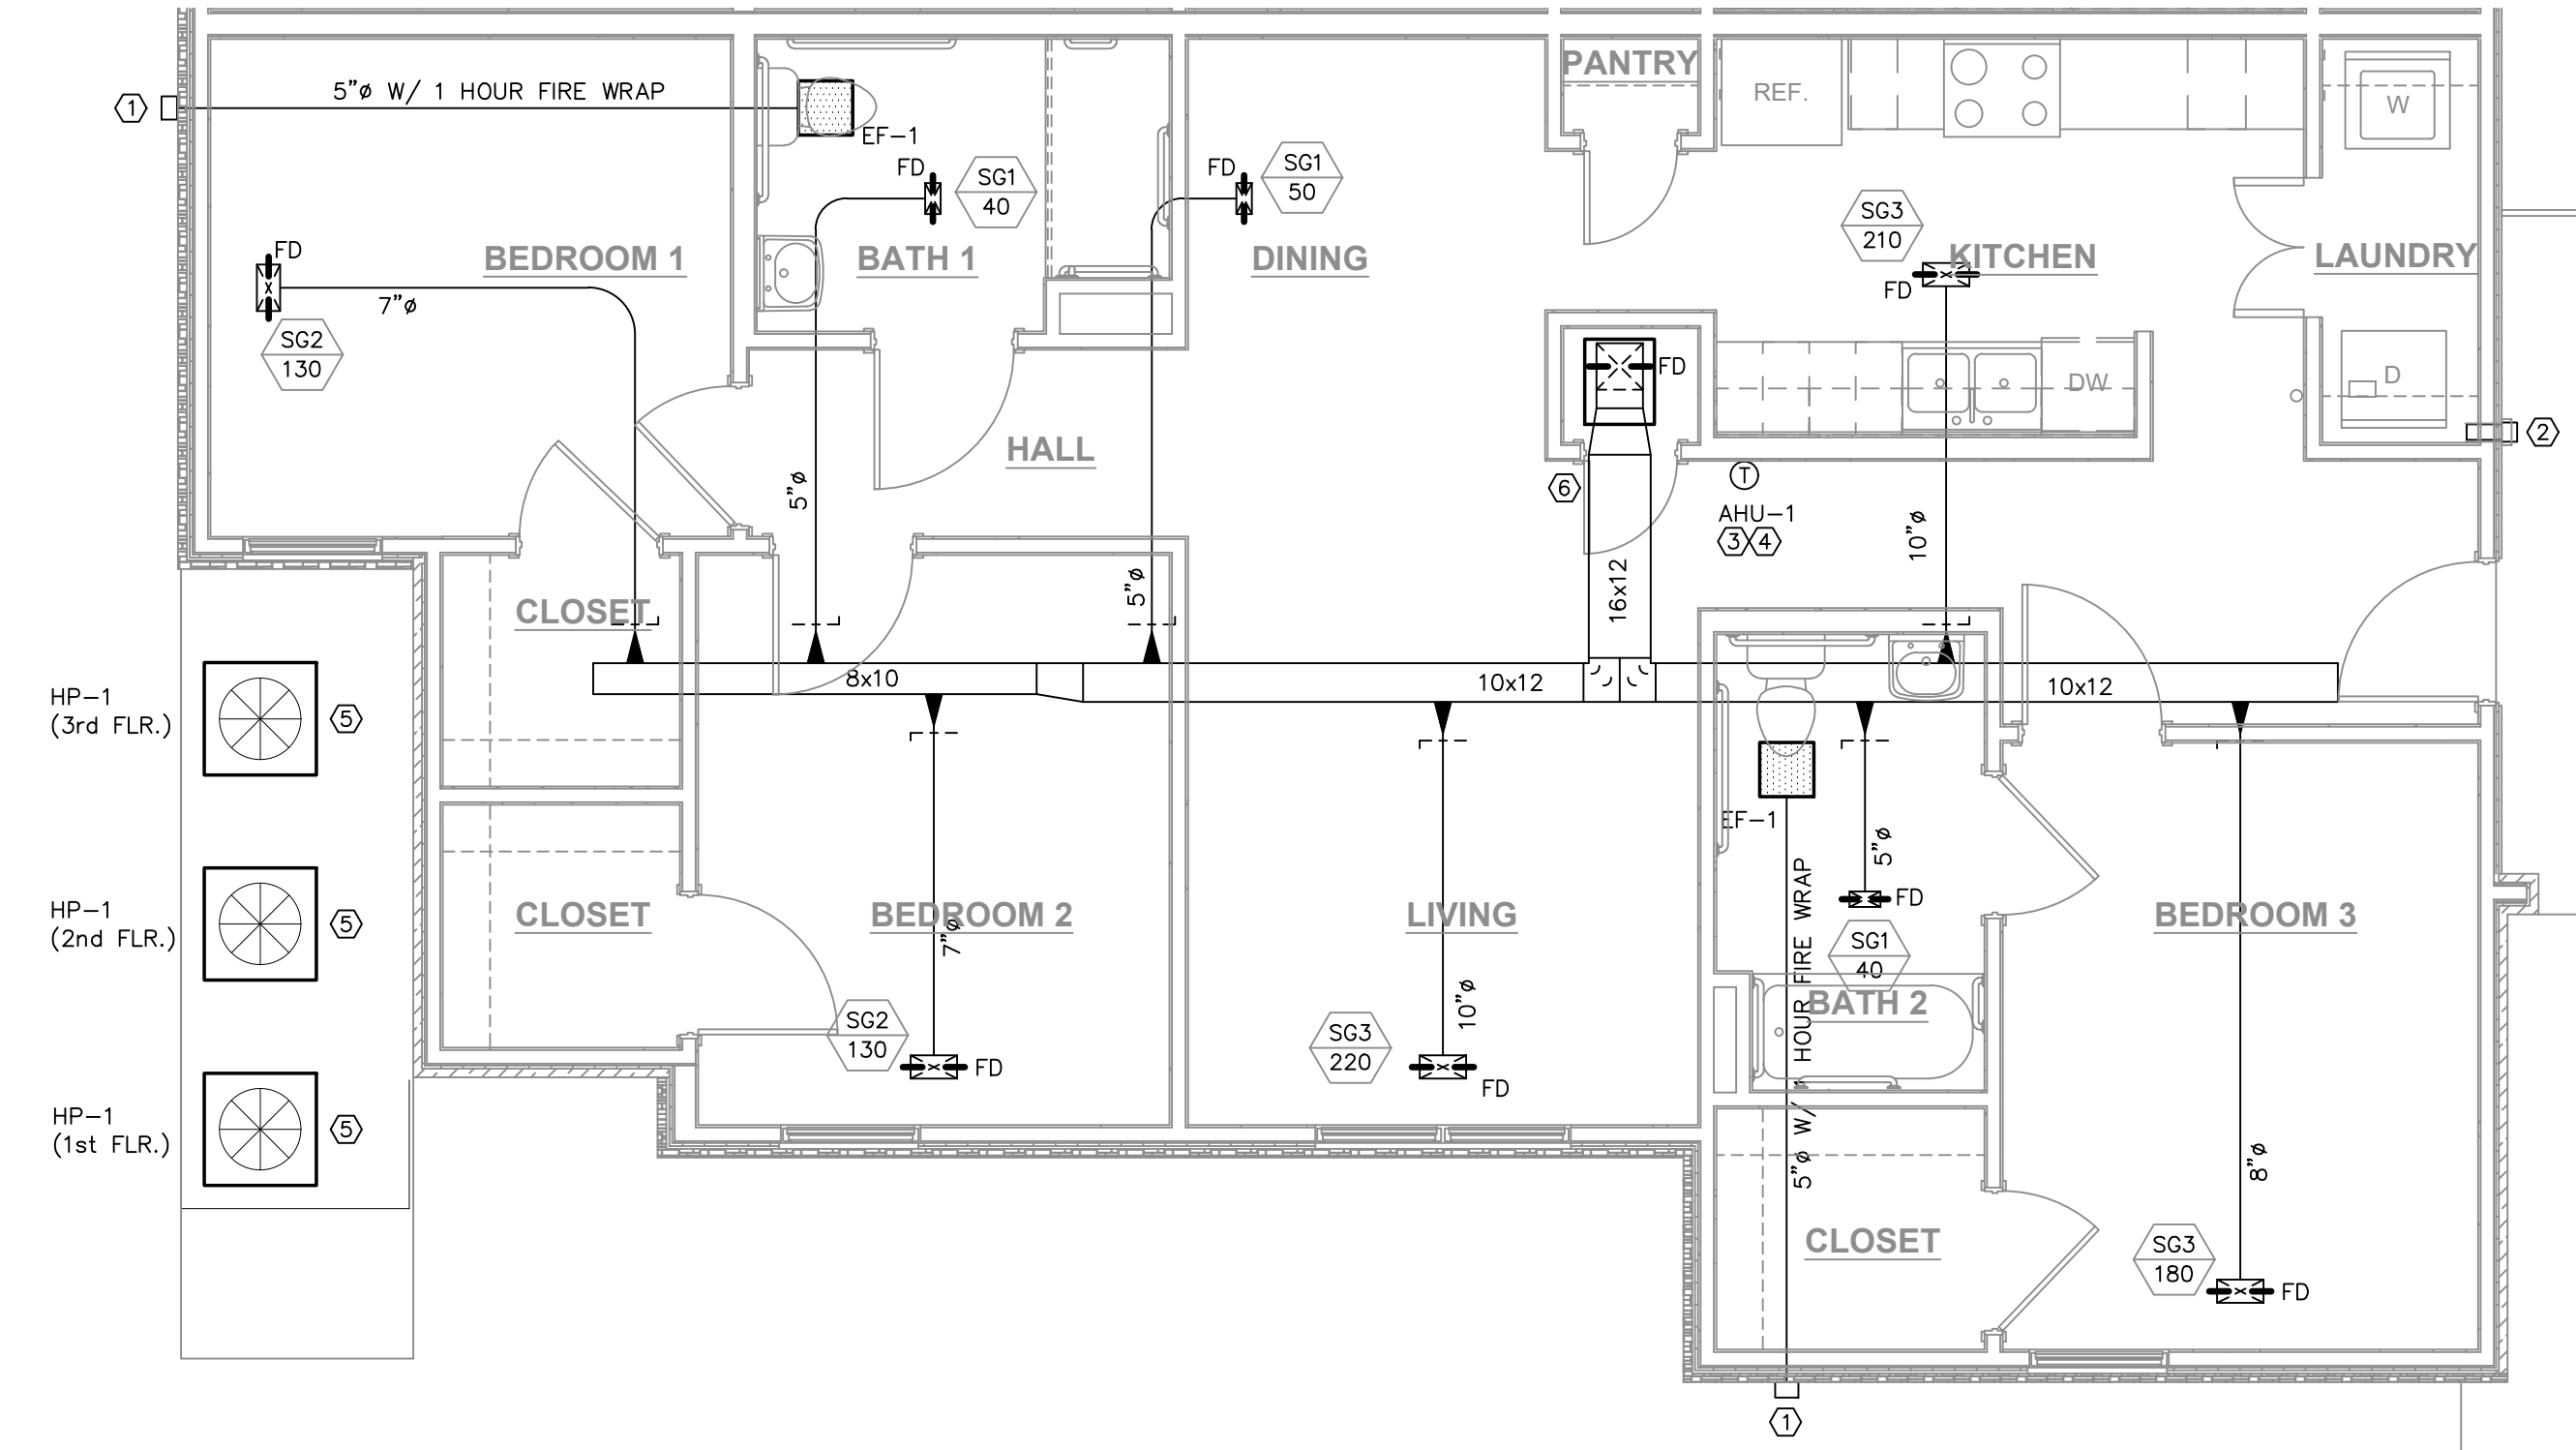 PANTRY
5"ø W/ 1 HOUR FIRE WRAP
1
REF.
W
EF-1
FD
SG1
40
FD
SG1
50
SG3
210
FD
BEDROOM 1
BATH 1
DINING
KITCHEN
LAUNDRY
FD
7"ø
SG2
130
FD
DW
D
2
HALL
5"ø
6
T
AHU-1
3
4
10"ø
5"ø
16x12
CLOSET
8x10
10x12
10x12
HP-1
(3rd FLR.)
5
EF-1
5"ø
HP-1
(2nd FLR.)
5
CLOSET
BEDROOM 2
7"ø
LIVING
5"ø W/ 1 HOUR FIRE WRAP
FD
SG1
40
BEDROOM 3
BATH 2
10"ø
SG2
130
FD
SG3
220
FD
HP-1
(1st FLR.)
5
8"ø
CLOSET
SG3
180
FD
1